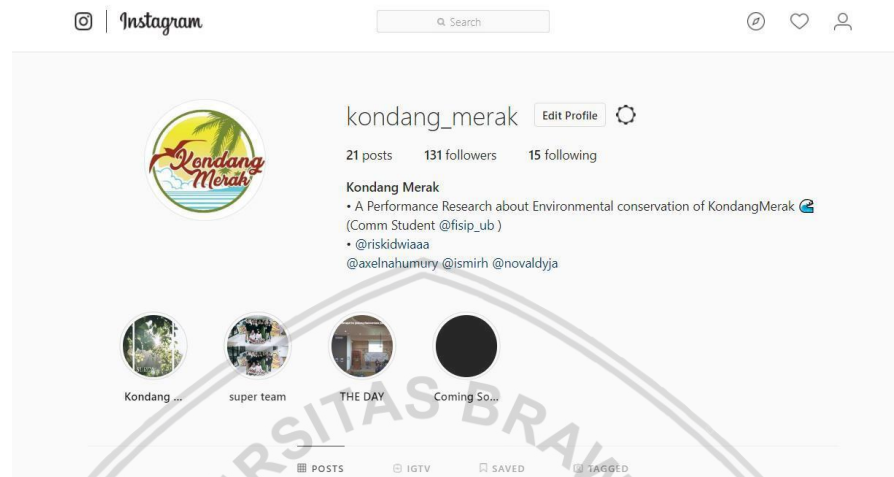 Instagram
Search
kondang_merak Edit Profile
21 posts 131 followers 15 following
Kondang Merak
• A Performance Research about Environmental conservation of KondangMerak 🌊
(Comm Student @fisip_ub )
• @riskidwiaaa
@axelnahumury @ismirh @novaldyja
Kondang
Merak
Kondang ... super team THE DAY Coming So...
POSTS IGTV SAVED TAGGED
RSITAS BRAW